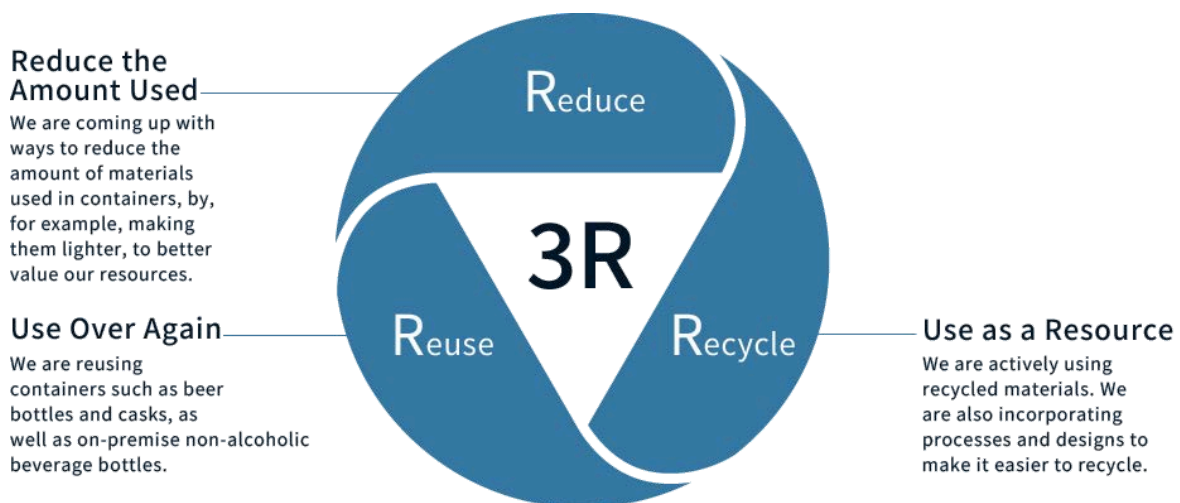 Reduce the
Amount Used
We are coming up with
ways to reduce the
amount of materials
used in containers, by,
for example, making
them lighter, to better
value our resources.
Reduce
3R
Use Over Again
We are reusing
containers such as beer
bottles and casks, as
well as on-premise non-alcoholic
beverage bottles.
Reuse
Recycle
Use as a Resource
We are actively using
recycled materials. We
are also incorporating
processes and designs to
make it easier to recycle.